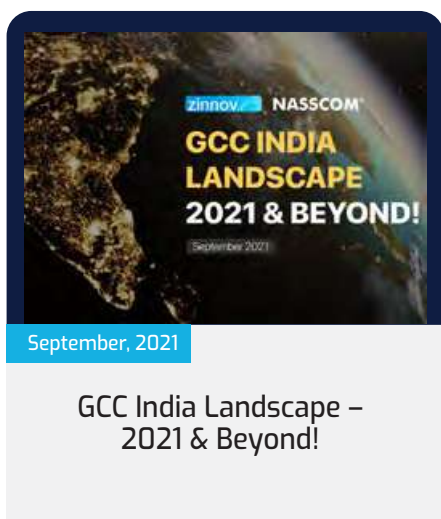 zinnov NASSCOM®
GCC INDIA
LANDSCAPE
2021 & BEYOND!
September 2021
September, 2021
GCC India Landscape –
2021 & Beyond!